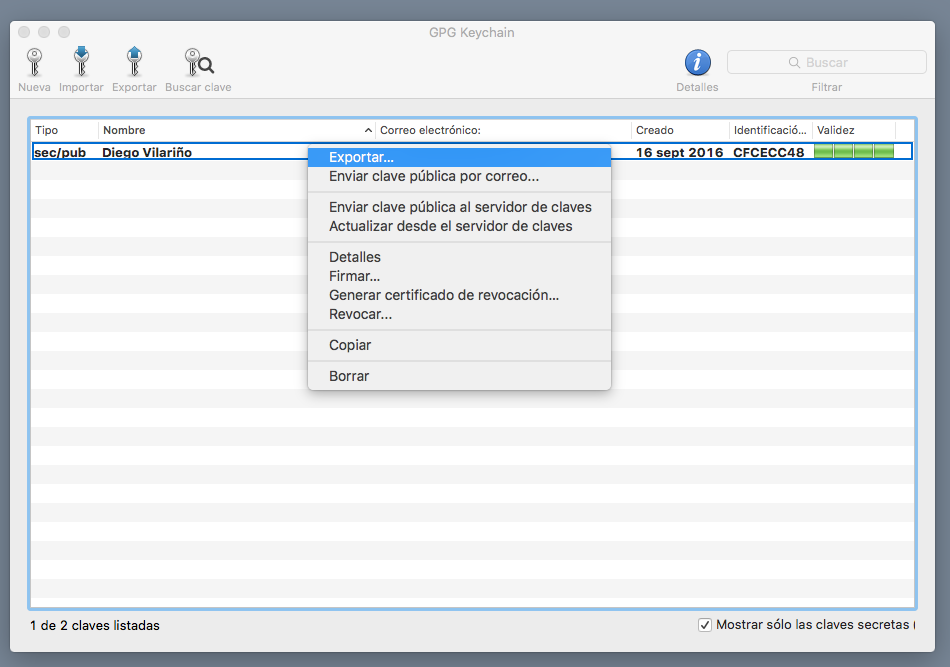 GPG Keychain
Nueva Importar Exportar Buscar clave Detalles Buscar Filtrar
Tipo Nombre Correo electrónico: Creado Identificació... Validez
sec/pub Diego Vilariño 16 sept 2016 CFCECC48
Exportar...
Enviar clave pública por correo...
Enviar clave pública al servidor de claves
Actualizar desde el servidor de claves
Detalles
Firmar...
Generar certificado de revocación...
Revocar...
Copiar
Borrar
1 de 2 claves listadas Mostrar sólo las claves secretas (